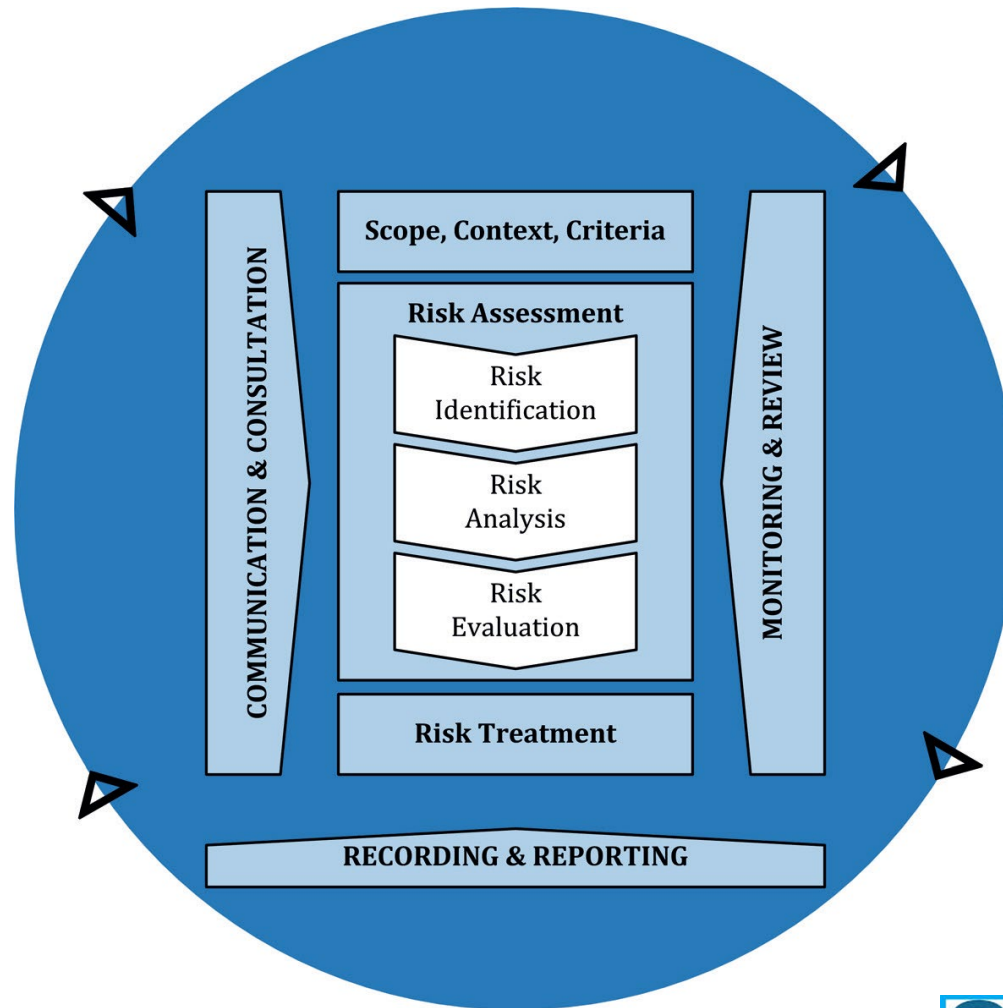 Scope, Context, Criteria
Risk Assessment
Risk
Identification
Risk
Analysis
Risk
Evaluation
Risk Treatment
COMMUNICATION & CONSULTATION
MONITORING & REVIEW
RECORDING & REPORTING